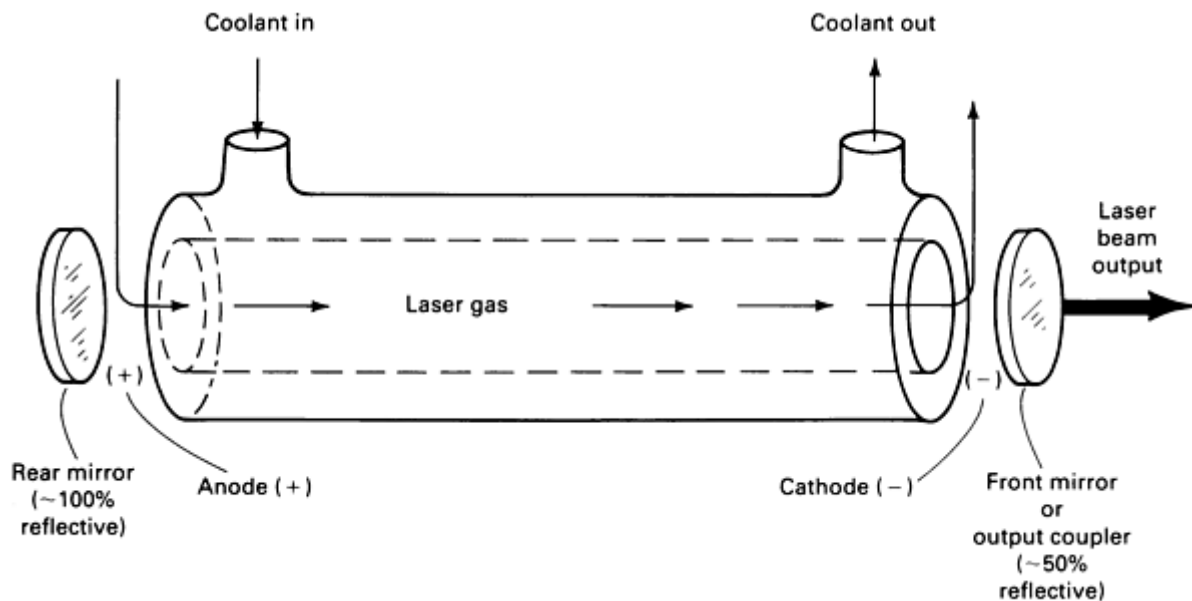 Coolant in
Coolant out
Laser
beam
output
Laser gas
(+)
(−)
Rear mirror
(~100%
reflective)
Anode (+)
Cathode (−)
Front mirror
or
output coupler
(~50%
reflective)